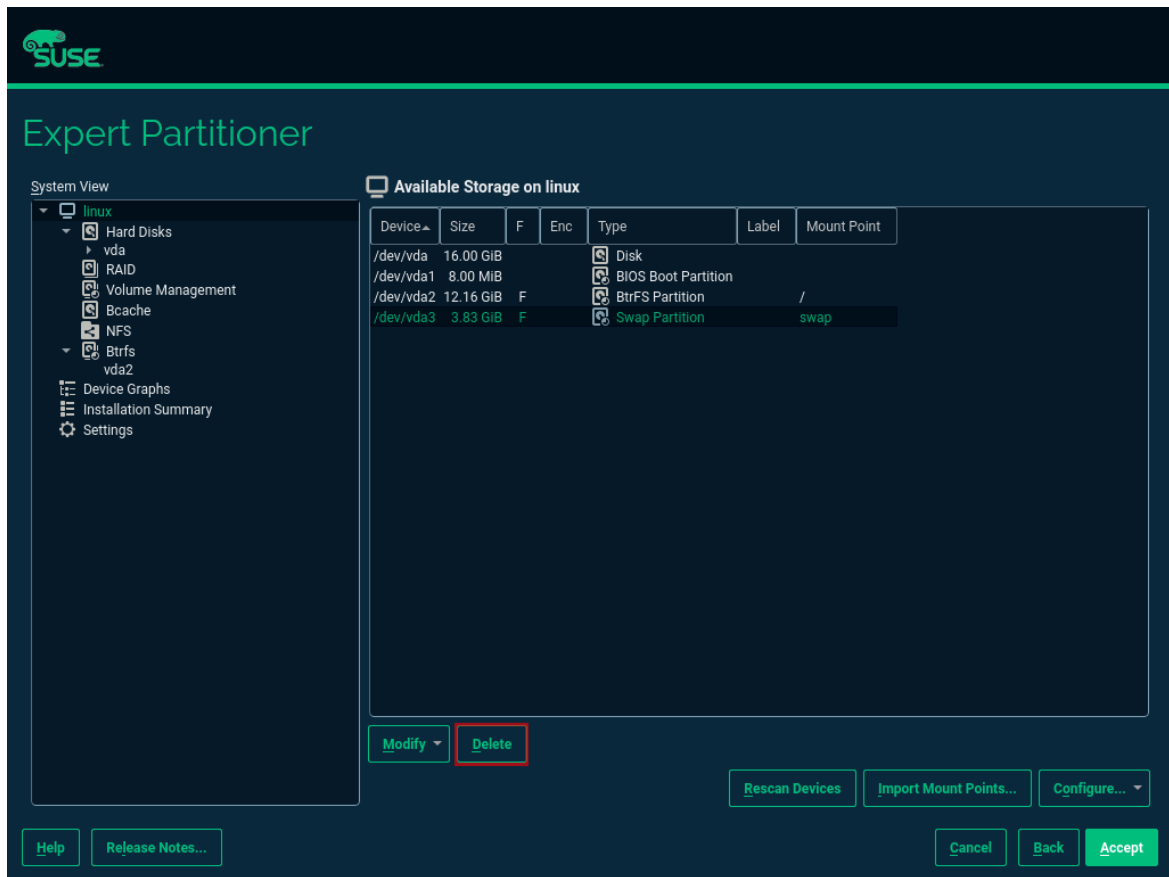 SUSE.
Expert Partitioner
System View
linux
Hard Disks
vda
RAID
Volume Management
Bcache
NFS
Btrfs
vda2
Device Graphs
Installation Summary
Settings
Available Storage on linux
Device Size F Enc Type Label Mount Point
/dev/vda 16.00 GiB Disk
/dev/vda1 8.00 MiB BIOS Boot Partition
/dev/vda2 12.16 GiB F BtrFS Partition /
/dev/vda3 3.83 GiB F Swap Partition swap
Modify Delete
Rescan Devices Import Mount Points... Configure...
Help Release Notes... Cancel Back Accept